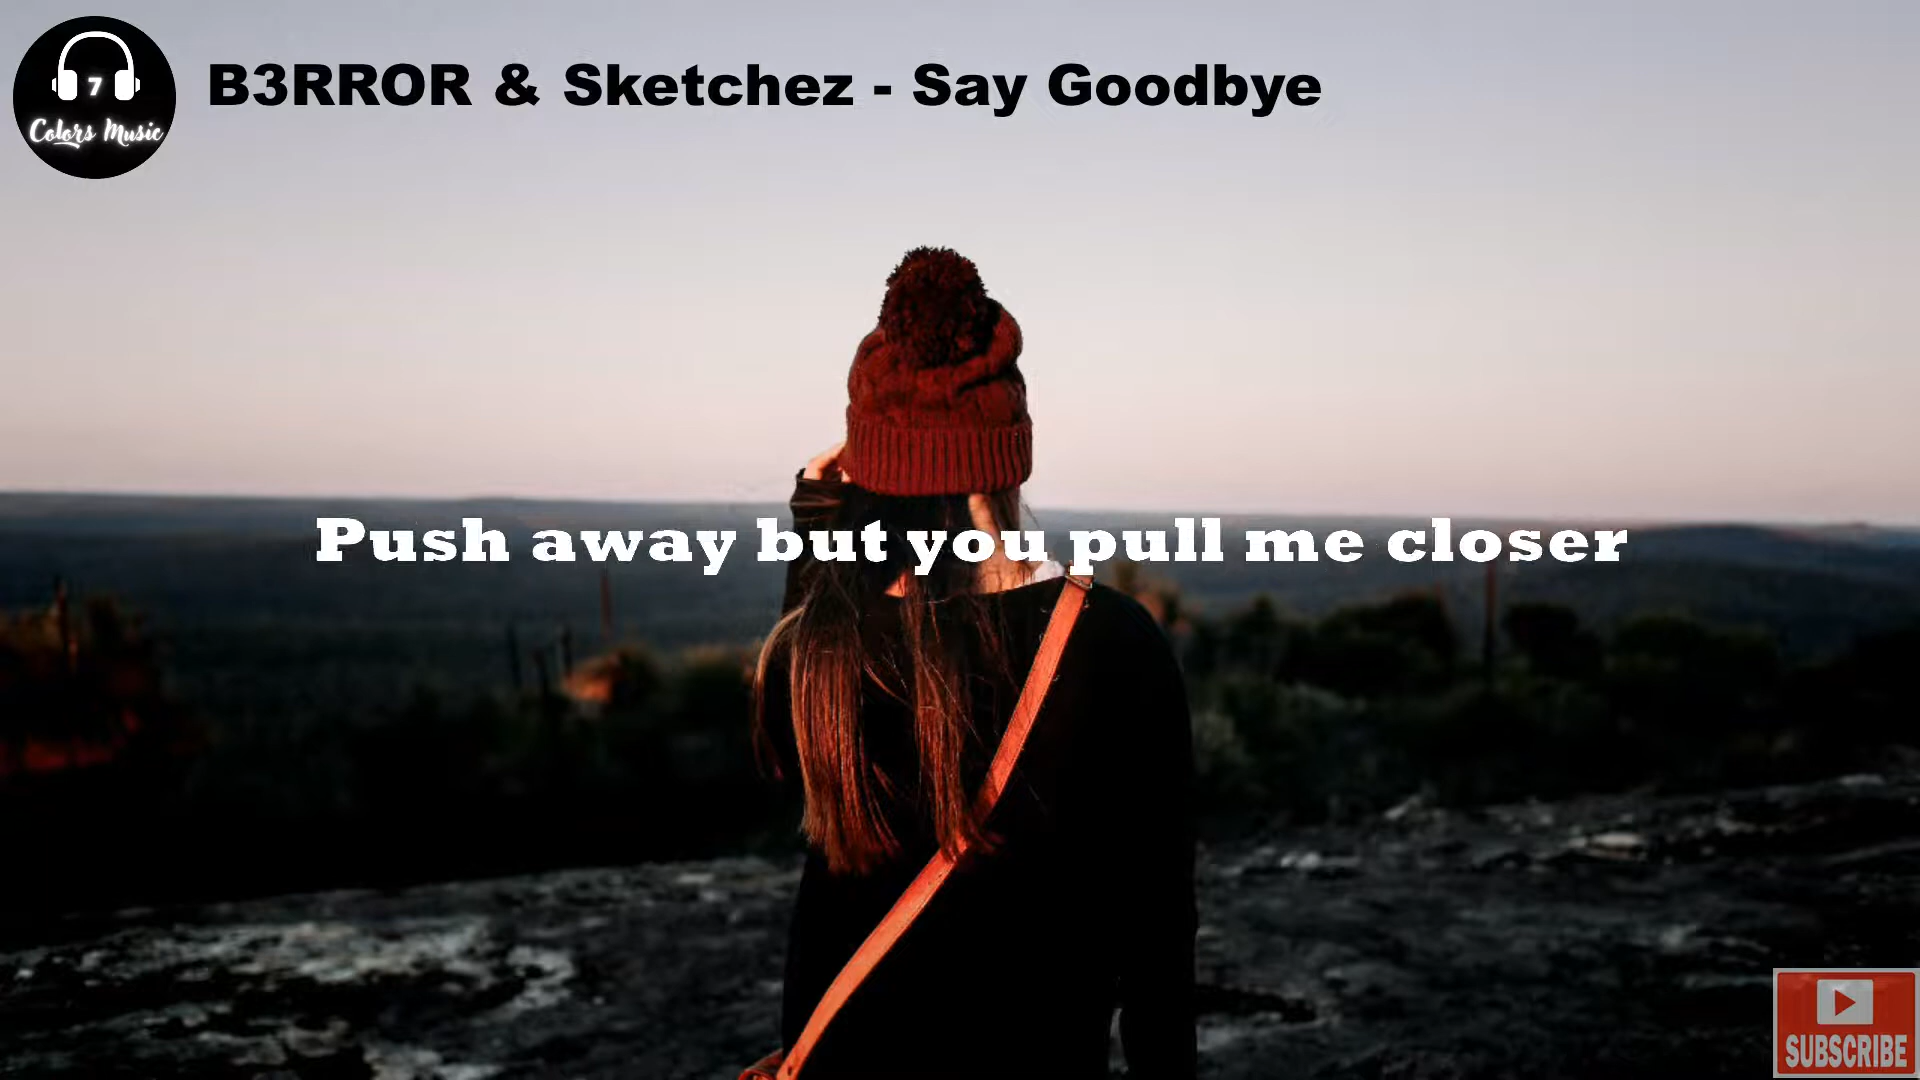 7
Colors Music
B3RROR & Sketchez - Say Goodbye
Push away but you pull me closer
SUBSCRIBE